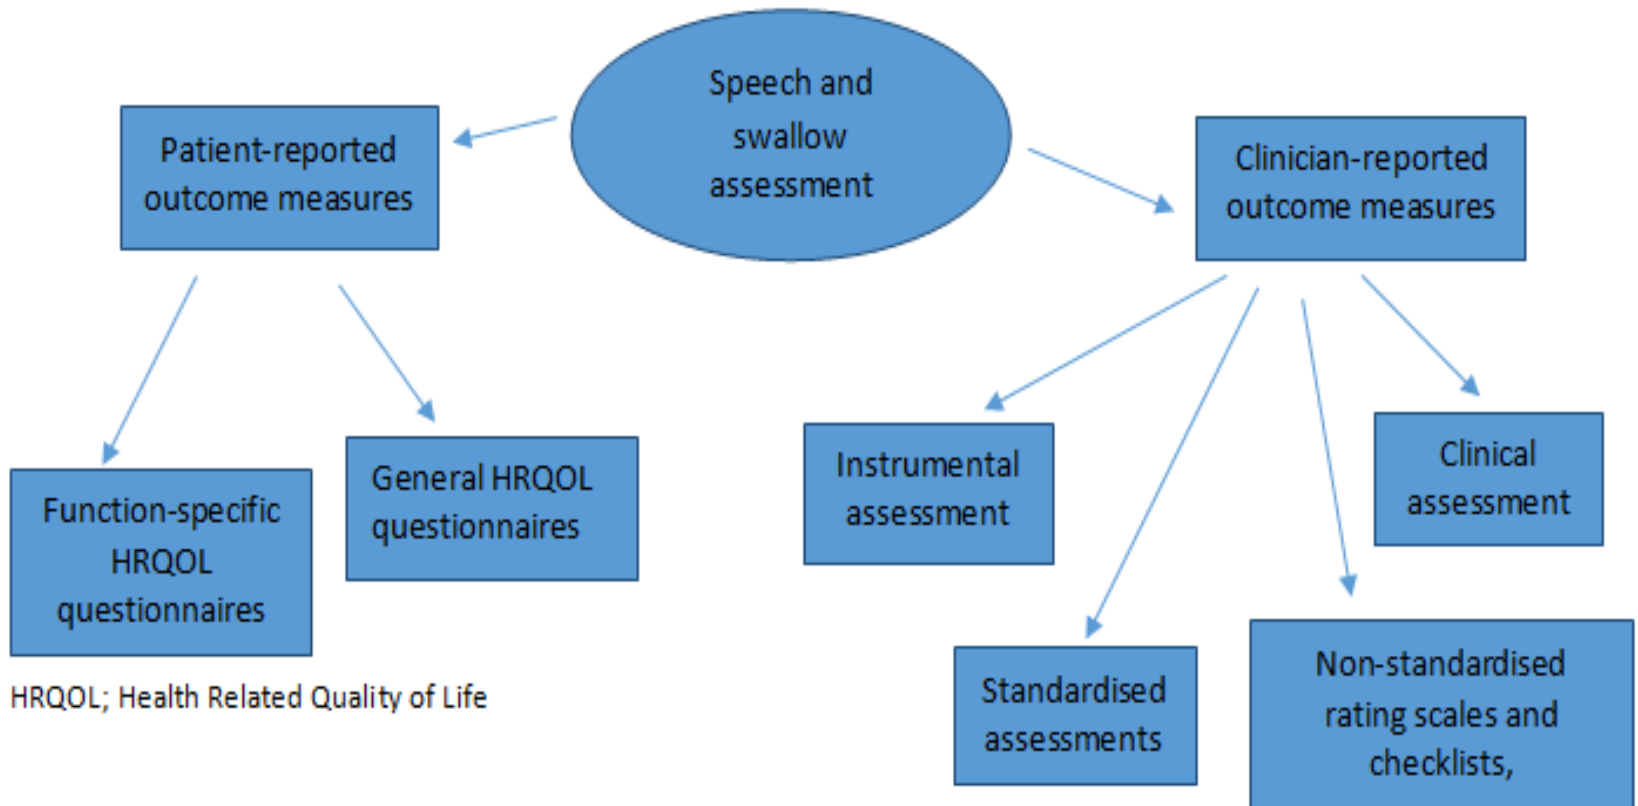 Speech and
swallow
assessment
Patient-reported
outcome measures
Clinician-reported
outcome measures
Function-specific
HRQOL
questionnaires
General HRQOL
questionnaires
Instrumental
assessment
Clinical
assessment
Standardised
assessments
Non-standardised
rating scales and
checklists,
HRQOL; Health Related Quality of Life